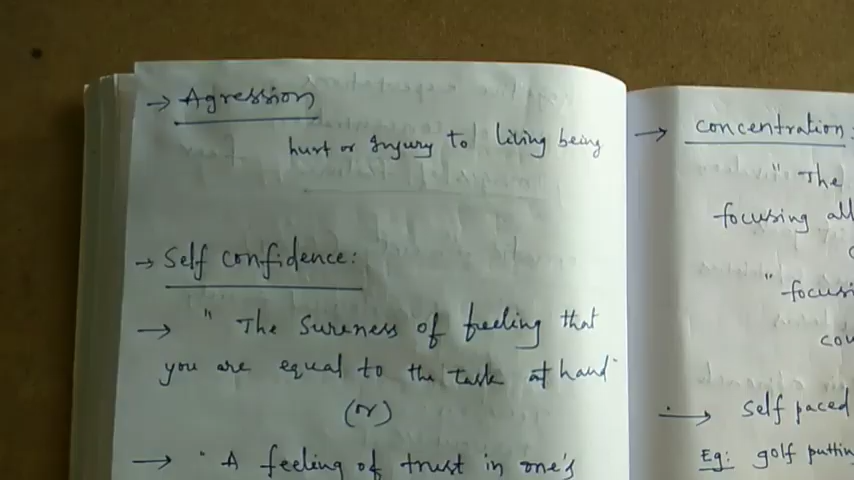 → Agression
hurt or Injury to living being
→ Self confidence:
→ " The sureness of feeling that
you are equal to the task at hand"
(or)
→ " A feeling of trust in one's
→ concentration:
" The
focusing all
" focusi
cou
→ Self paced
Eg: golf puttin